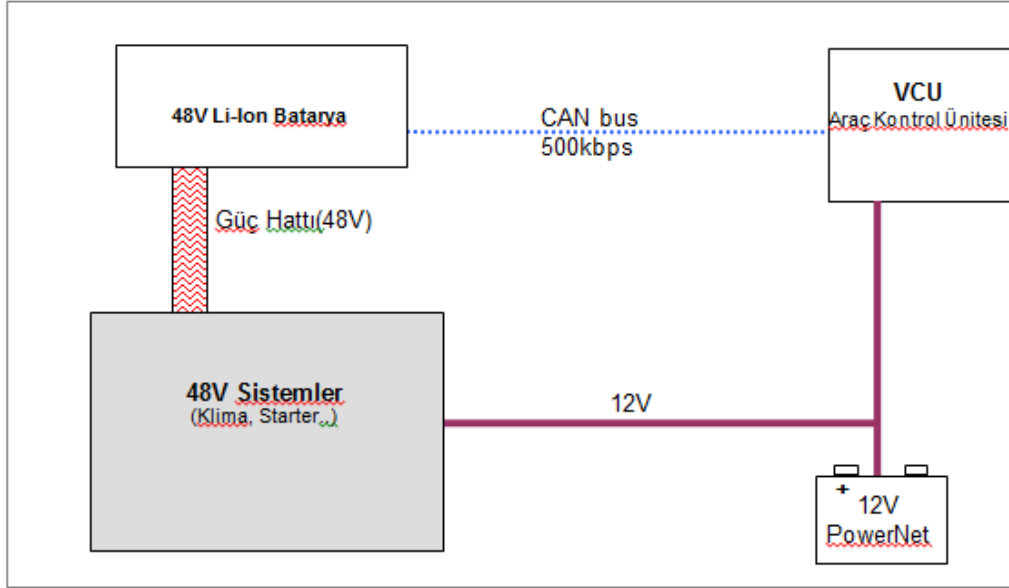 48V Li-Ion Batarya
CAN bus
500kbps
VCU
Araç Kontrol Ünitesi
Güç Hattı(48V)
48V Sistemler
(Klima, Starter..)
12V
+
12V
PowerNet